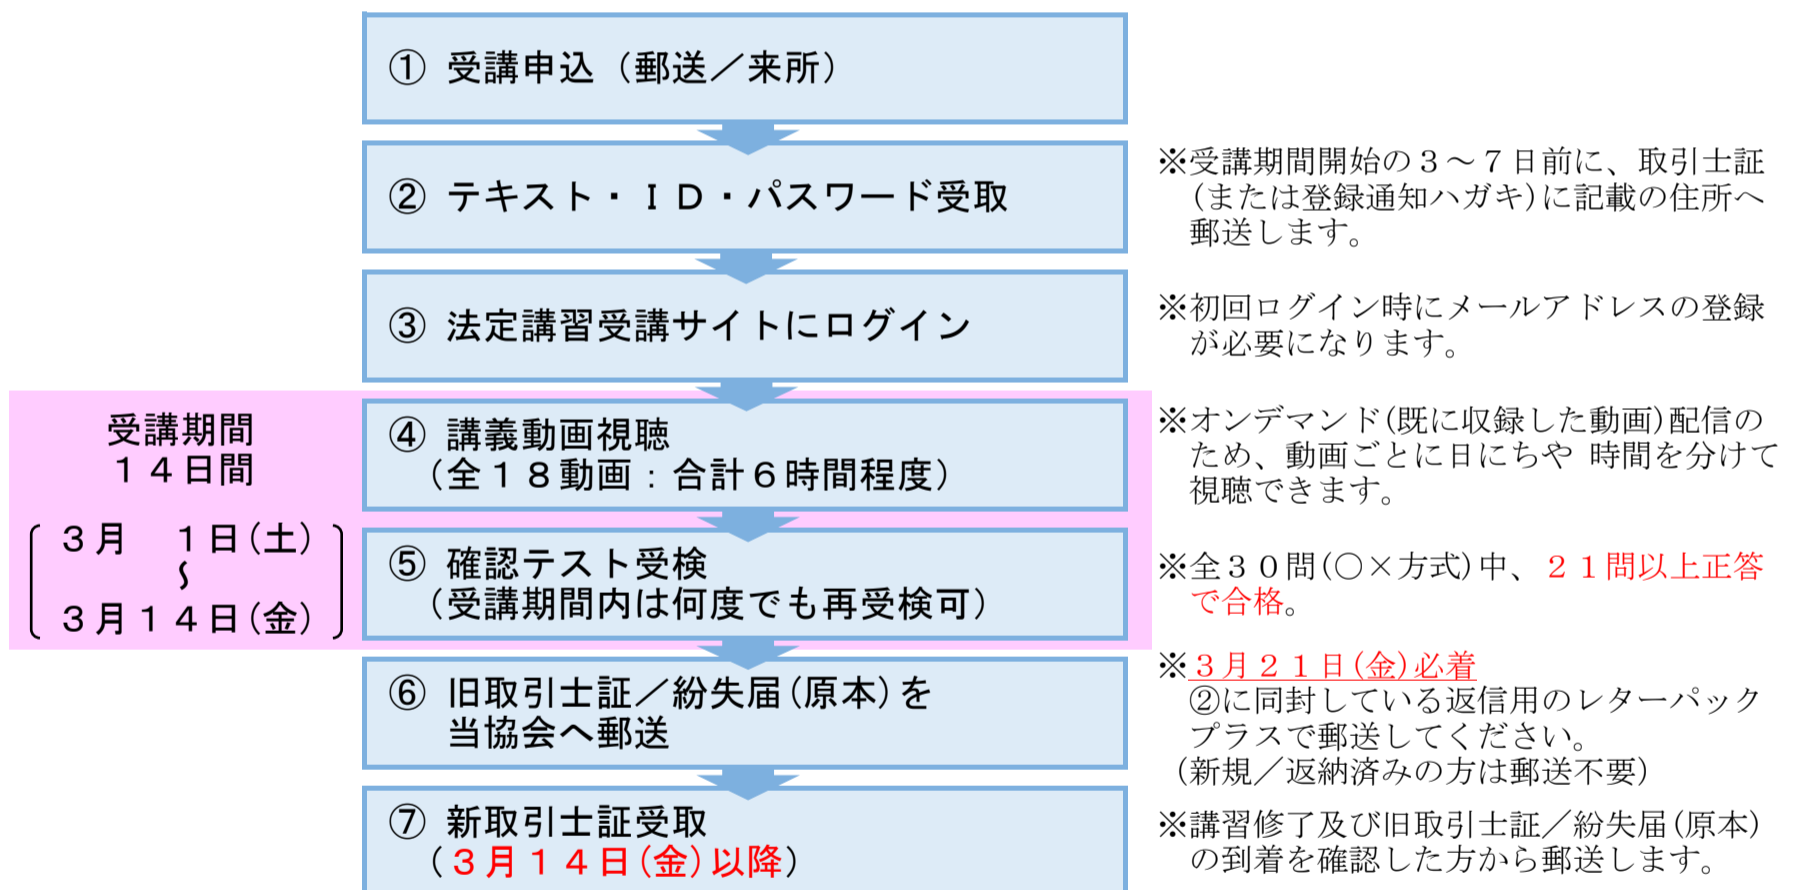 ① 受講申込（郵送／来所）
② テキスト・ＩＤ・パスワード受取
※受講期間開始の３～７日前に、取引士証
(または登録通知ハガキ)に記載の住所へ
郵送します。
③ 法定講習受講サイトにログイン
※初回ログイン時にメールアドレスの登録
が必要になります。
受講期間
１４日間
３月　１日(土)
～
３月１４日(金)
④ 講義動画視聴
（全１８動画：合計６時間程度）
※オンデマンド(既に収録した動画)配信の
ため、動画ごとに日にちや 時間を分けて
視聴できます。
⑤ 確認テスト受検
（受講期間内は何度でも再受検可）
※全３０問(○×方式)中、２１問以上正答
で合格。
⑥ 旧取引士証／紛失届(原本)を
当協会へ郵送
※３月２１日(金)必着
②に同封している返信用のレターパック
プラスで郵送してください。
（新規／返納済みの方は郵送不要）
⑦ 新取引士証受取
（３月１４日(金)以降）
※講習修了及び旧取引士証／紛失届(原本)
の到着を確認した方から郵送します。